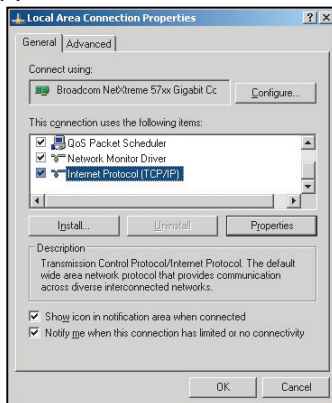 Local Area Connection Properties
General
Advanced
Connect using:
Broadcom NetXtreme 57xx Gigabit Cc
Configure...
This connection uses the following items:
QoS Packet Scheduler
Network Monitor Driver
Internet Protocol (TCP/IP)
Install...
Uninstall
Properties
Description
Transmission Control Protocol/Internet Protocol. The default
wide area network protocol that provides communication
across diverse interconnected networks.
Show icon in notification area when connected
Notify me when this connection has limited or no connectivity
OK
Cancel